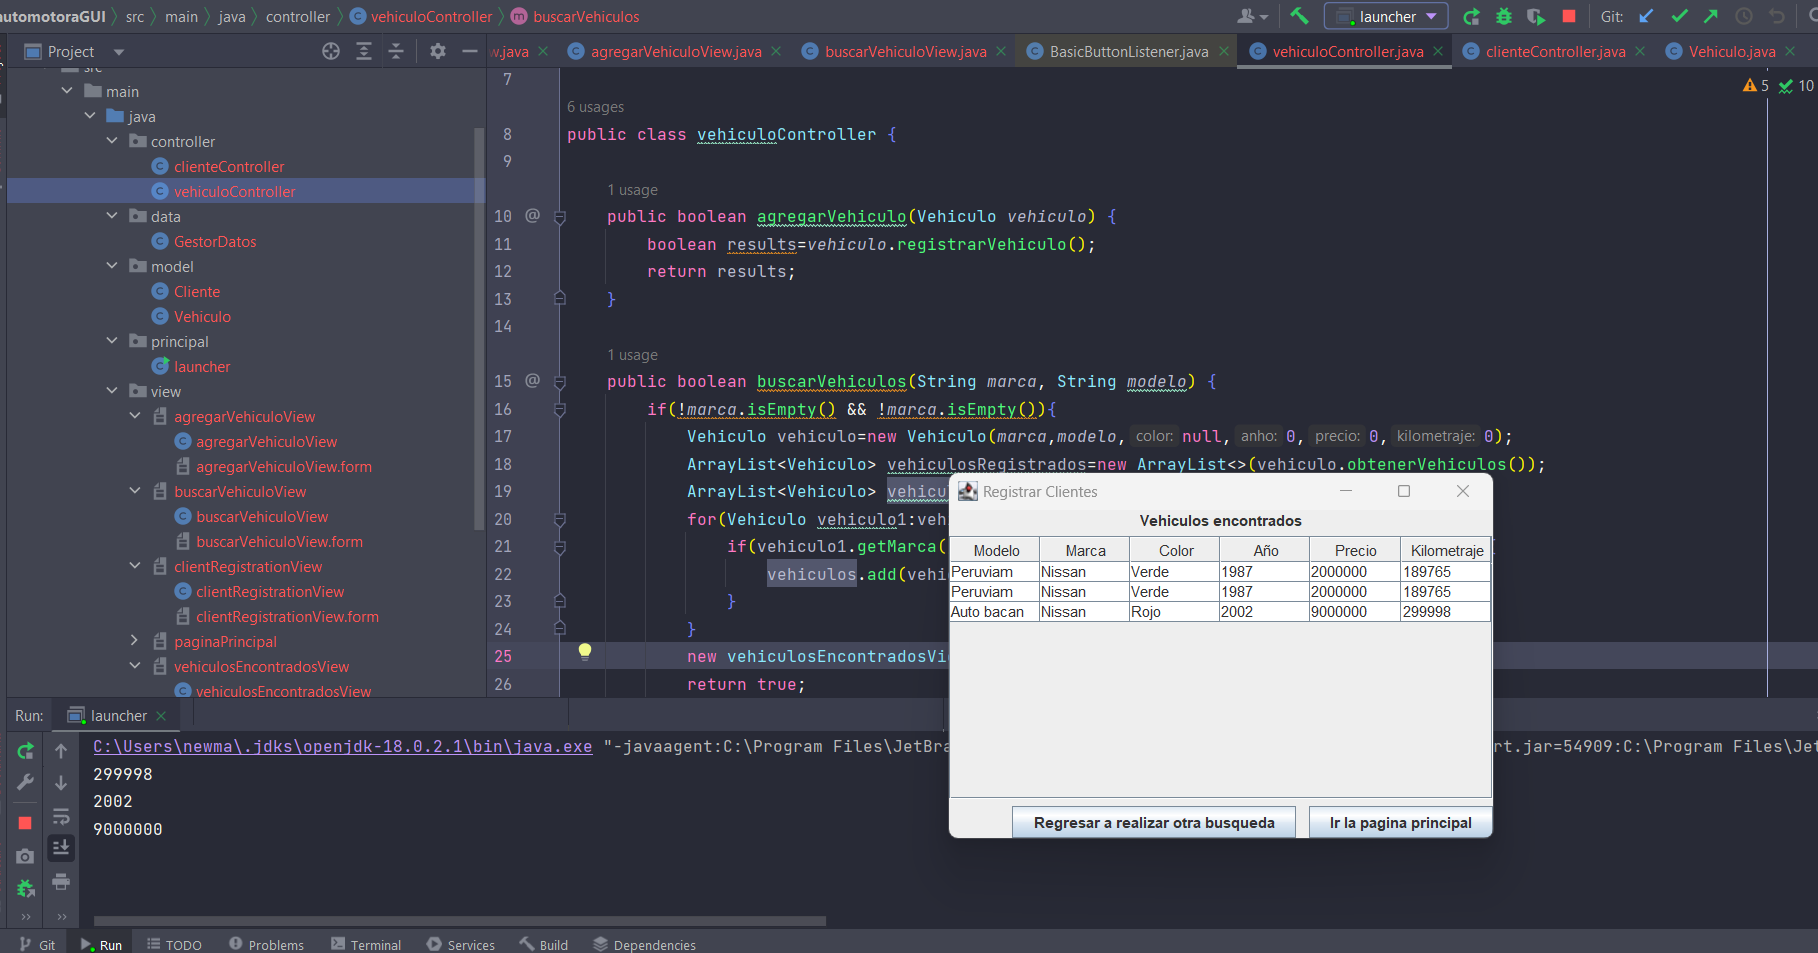 automotoraGUI
src
main
java
controller
vehiculoController
buscarVehiculos
launcher
Git:
Project
w.java
agregarVehiculoView.java
buscarVehiculoView.java
BasicButtonListener.java
vehiculoController.java
clienteController.java
Vehiculo.java
src
main
java
controller
clienteController
vehiculoController
data
GestorDatos
model
Cliente
Vehiculo
principal
launcher
view
agregarVehiculoView
agregarVehiculoView
agregarVehiculoView.form
buscarVehiculoView
buscarVehiculoView
buscarVehiculoView.form
clientRegistrationView
clientRegistrationView
clientRegistrationView.form
paginaPrincipal
vehiculosEncontradosView
vehiculosEncontradosView
5 10
7
6 usages
8 public class vehiculoController {
9
1 usage
10 @ public boolean agregarVehiculo(Vehiculo vehiculo) {
11 boolean results=vehiculo.registrarVehiculo();
12 return results;
13 }
14
1 usage
15 @ public boolean buscarVehiculos(String marca, String modelo) {
16 if(!marca.isEmpty() && !marca.isEmpty()){
17 Vehiculo vehiculo=new Vehiculo(marca,modelo, color: null, anho: 0, precio: 0, kilometraje: 0);
18 ArrayList<Vehiculo> vehiculosRegistrados=new ArrayList<>(vehiculo.obtenerVehiculos());
19 ArrayList<Vehiculo> vehicu
20 for(Vehiculo vehiculo1:veh
21 if(vehiculo1.getMarca(
22 vehiculos.add(vehi
23 }
24 }
25 new vehiculosEncontradosVi
26 return true;
Registrar Clientes
Vehiculos encontrados
Modelo Marca Color Año Precio Kilometraje
Peruviam Nissan Verde 1987 2000000 189765
Peruviam Nissan Verde 1987 2000000 189765
Auto bacan Nissan Rojo 2002 9000000 299998
Regresar a realizar otra busqueda
Ir la pagina principal
Run: launcher
C:\Users\newma\.jdks\openjdk-18.0.2.1\bin\java.exe "-javaagent:C:\Program Files\JetBra
rt.jar=54909:C:\Program Files\JetB
299998
2002
9000000
Git
Run
TODO
Problems
Terminal
Services
Build
Dependencies